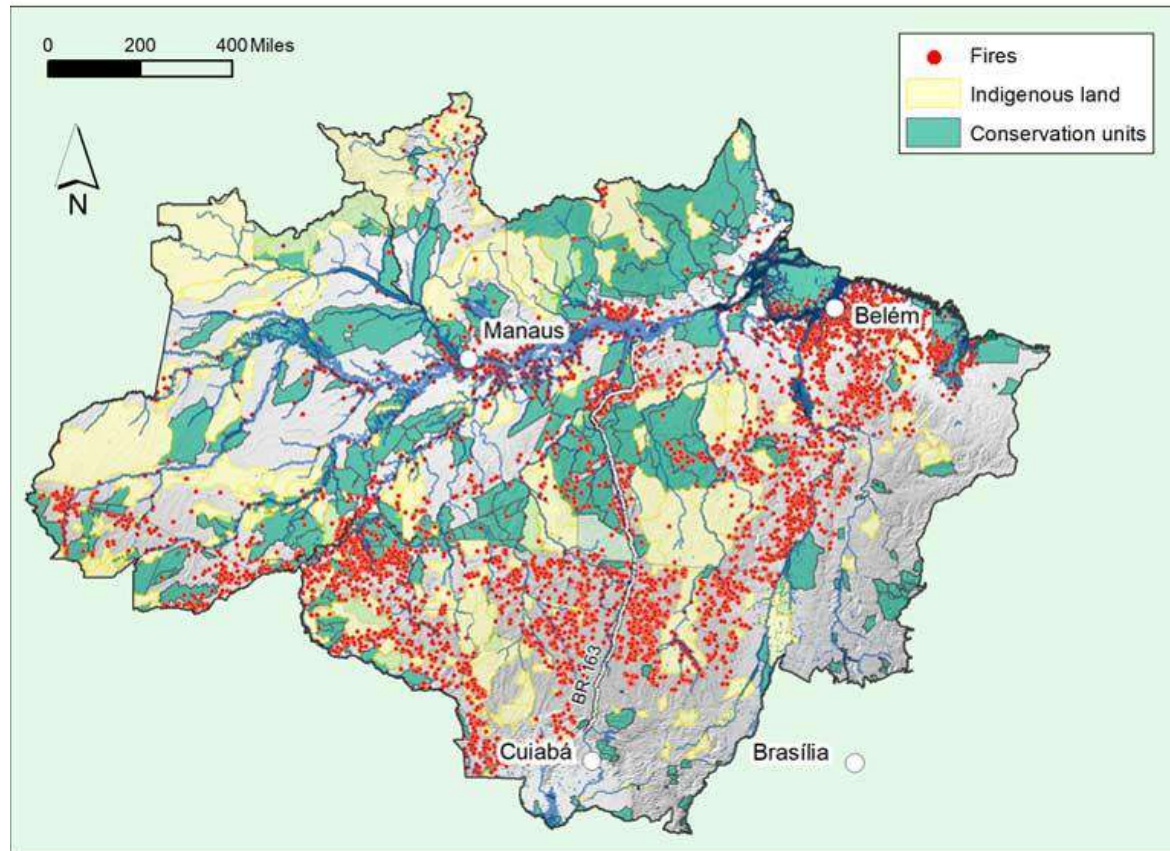 0 200 400 Miles
Fires
Indigenous land
Conservation units
N
Manaus
Belém
BR-163
Cuiabá
Brasília